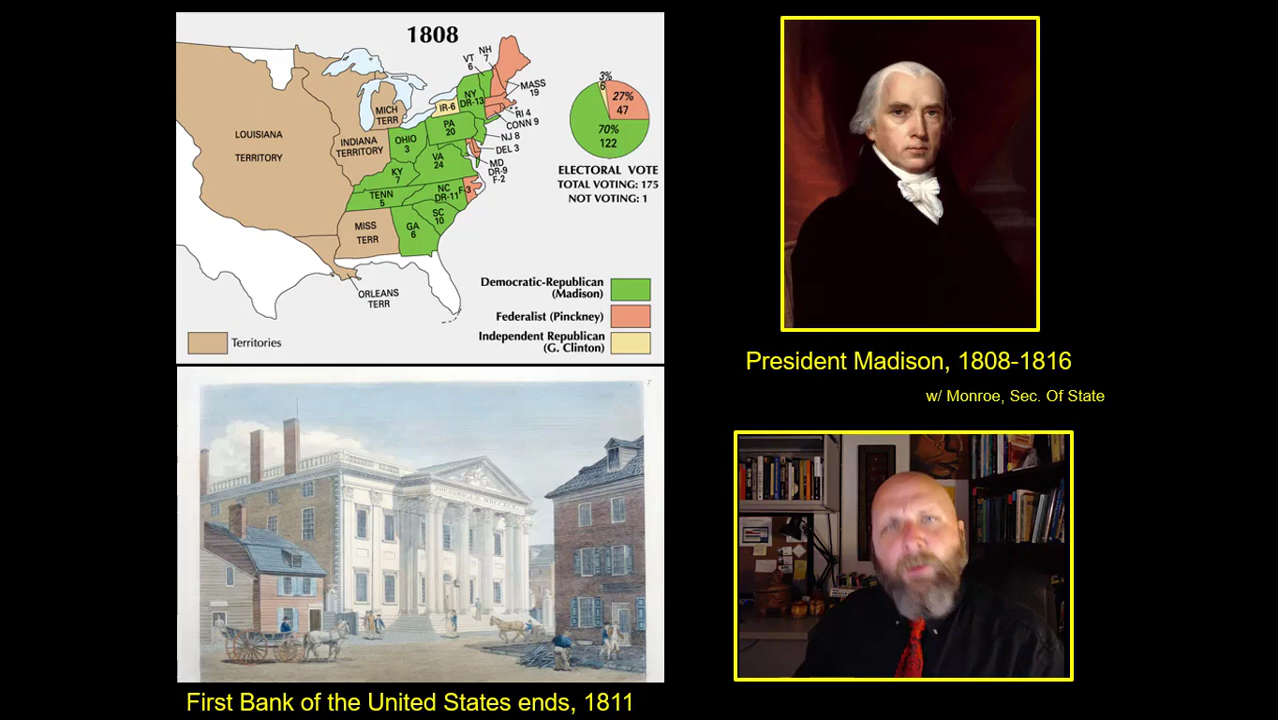 1808
NH
7
VT
6
MASS
19
NY
DR-13
IR-6
MICH
TERR
RI 4
CONN 9
PA
20
NJ 8
OHIO
3
INDIANA
TERRITORY
LOUISIANA
TERRITORY
DEL 3
MD
DR-9
F-2
VA
24
KY
7
NC
DR-11
F-3
TENN
5
SC
10
MISS
TERR
GA
6
ORLEANS
TERR
3%
6
27%
47
70%
122
ELECTORAL VOTE
TOTAL VOTING: 175
NOT VOTING: 1
Democratic-Republican
(Madison)
Federalist (Pinckney)
Independent Republican
(G. Clinton)
Territories
President Madison, 1808-1816
w/ Monroe, Sec. Of State
First Bank of the United States ends, 1811